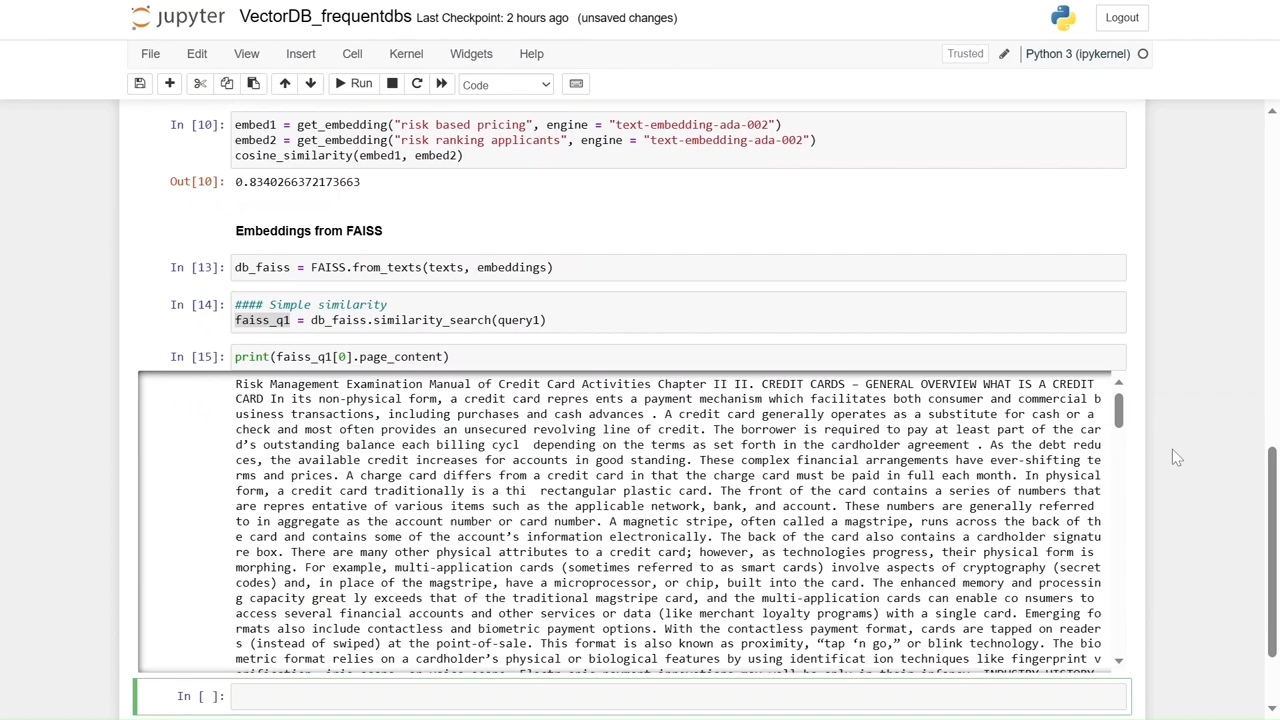 jupyter VectorDB_frequentdbs Last Checkpoint: 2 hours ago (unsaved changes) Logout
File Edit View Insert Cell Kernel Widgets Help Trusted Python 3 (ipykernel)
Run Code
In [10]: embed1 = get_embedding("risk based pricing", engine = "text-embedding-ada-002")
embed2 = get_embedding("risk ranking applicants", engine = "text-embedding-ada-002")
cosine_similarity(embed1, embed2)
Out[10]: 0.8340266372173663
Embeddings from FAISS
In [13]: db_faiss = FAISS.from_texts(texts, embeddings)
In [14]: #### Simple similarity
faiss_q1 = db_faiss.similarity_search(query1)
In [15]: print(faiss_q1[0].page_content)
Risk Management Examination Manual of Credit Card Activities Chapter II II. CREDIT CARDS – GENERAL OVERVIEW WHAT IS A CREDIT
CARD In its non-physical form, a credit card repres ents a payment mechanism which facilitates both consumer and commercial b
usiness transactions, including purchases and cash advances . A credit card generally operates as a substitute for cash or a
check and most often provides an unsecured revolving line of credit. The borrower is required to pay at least part of the car
d’s outstanding balance each billing cycl  depending on the terms as set forth in the cardholder agreement . As the debt redu
ces, the available credit increases for accounts in good standing. These complex financial arrangements have ever-shifting te
rms and prices. A charge card differs from a credit card in that the charge card must be paid in full each month. In physical
form, a credit card traditionally is a thi  rectangular plastic card. The front of the card contains a series of numbers that
are repres entative of various items such as the applicable network, bank, and account. These numbers are generally referred
to in aggregate as the account number or card number. A magnetic stripe, often called a magstripe, runs across the back of th
e card and contains some of the account’s information electronically. The back of the card also contains a cardholder signatu
re box. There are many other physical attributes to a credit card; however, as technologies progress, their physical form is
morphing. For example, multi-application cards (sometimes referred to as smart cards) involve aspects of cryptography (secret
codes) and, in place of the magstripe, have a microprocessor, or chip, built into the card. The enhanced memory and processin
g capacity great ly exceeds that of the traditional magstripe card, and the multi-application cards can enable co nsumers to
access several financial accounts and other services or data (like merchant loyalty programs) with a single card. Emerging fo
rmats also include contactless and biometric payment options. With the contactless payment format, cards are tapped on reader
s (instead of swiped) at the point-of-sale. This format is also known as proximity, “tap ‘n go,” or blink technology. The bio
metric format relies on a cardholder’s physical or biological features by using identificat ion techniques like fingerprint v
In [ ]: